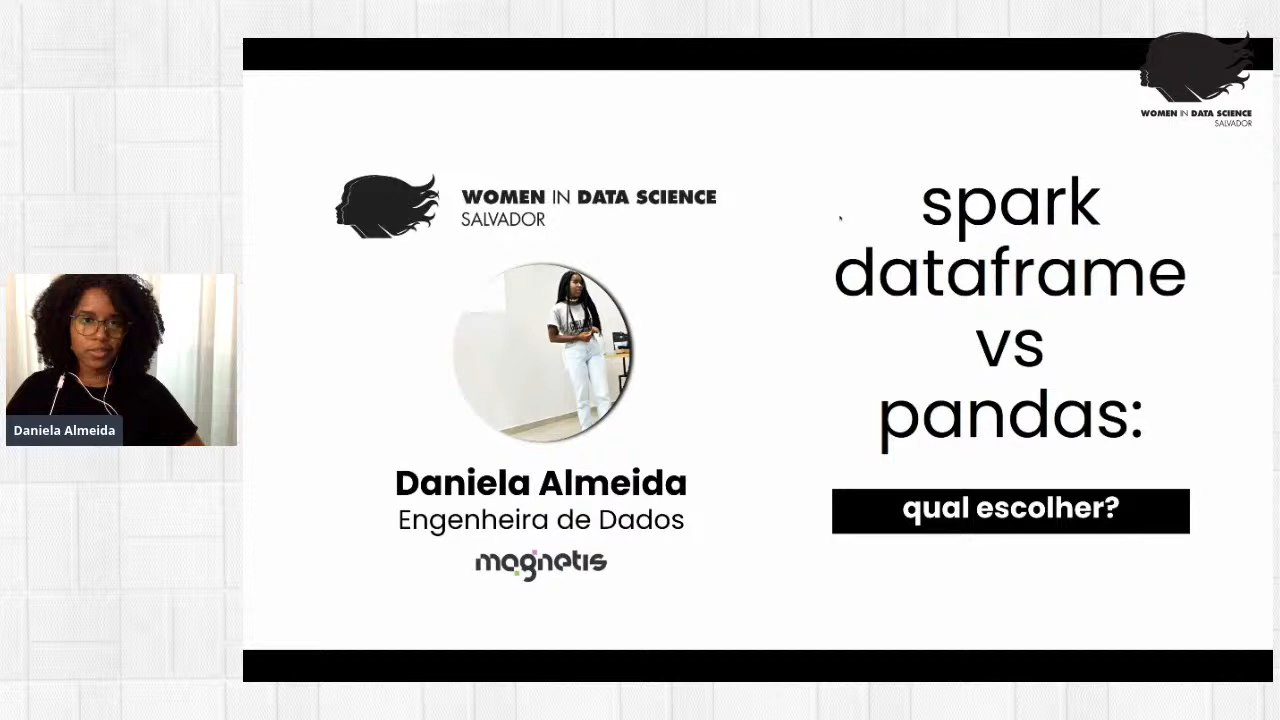 WOMEN IN DATA SCIENCE
SALVADOR
WOMEN IN DATA SCIENCE
SALVADOR
spark
dataframe
vs
pandas:
qual escolher?
Daniela Almeida
Engenheira de Dados
magnetis
Daniela Almeida